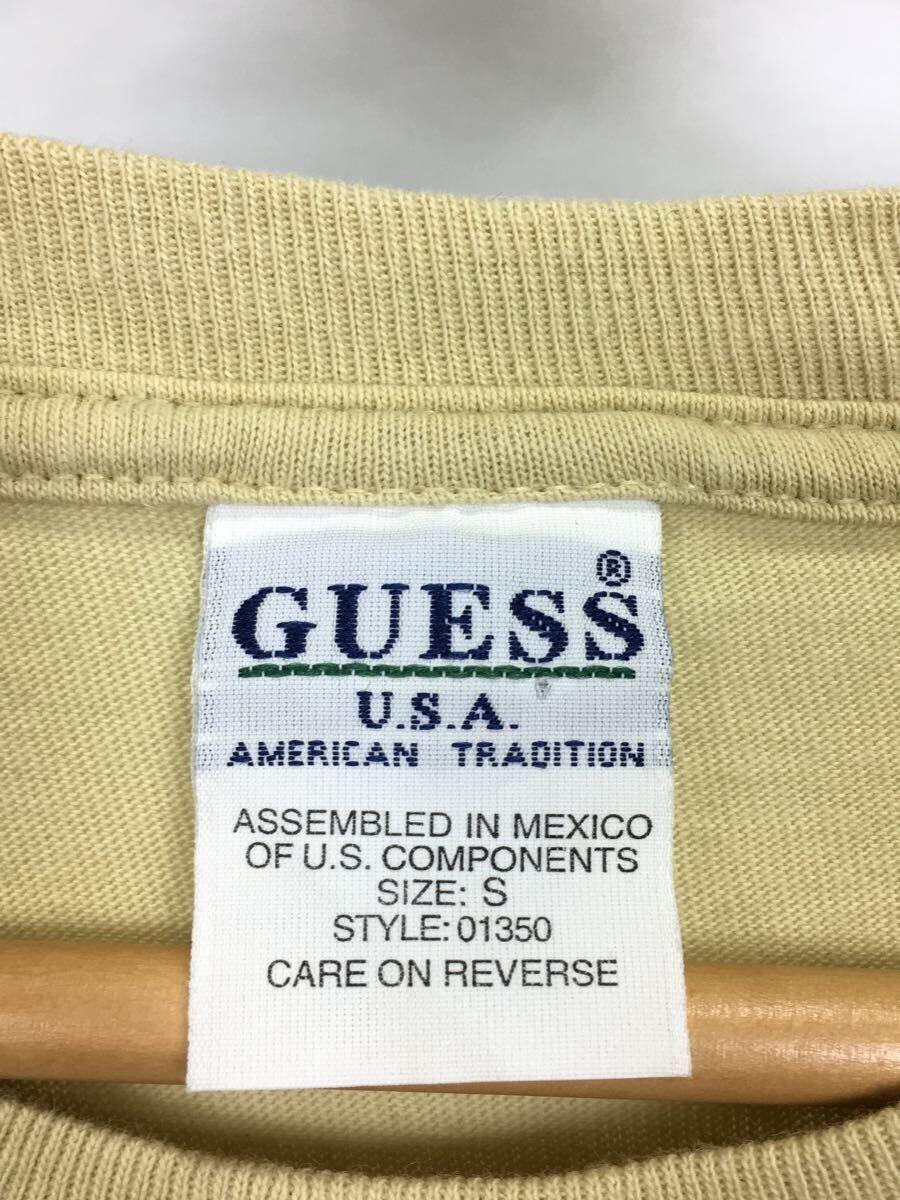 GUESS®
U.S.A.
AMERICAN TRADITION
ASSEMBLED IN MEXICO
OF U.S. COMPONENTS
SIZE: S
STYLE: 01350
CARE ON REVERSE